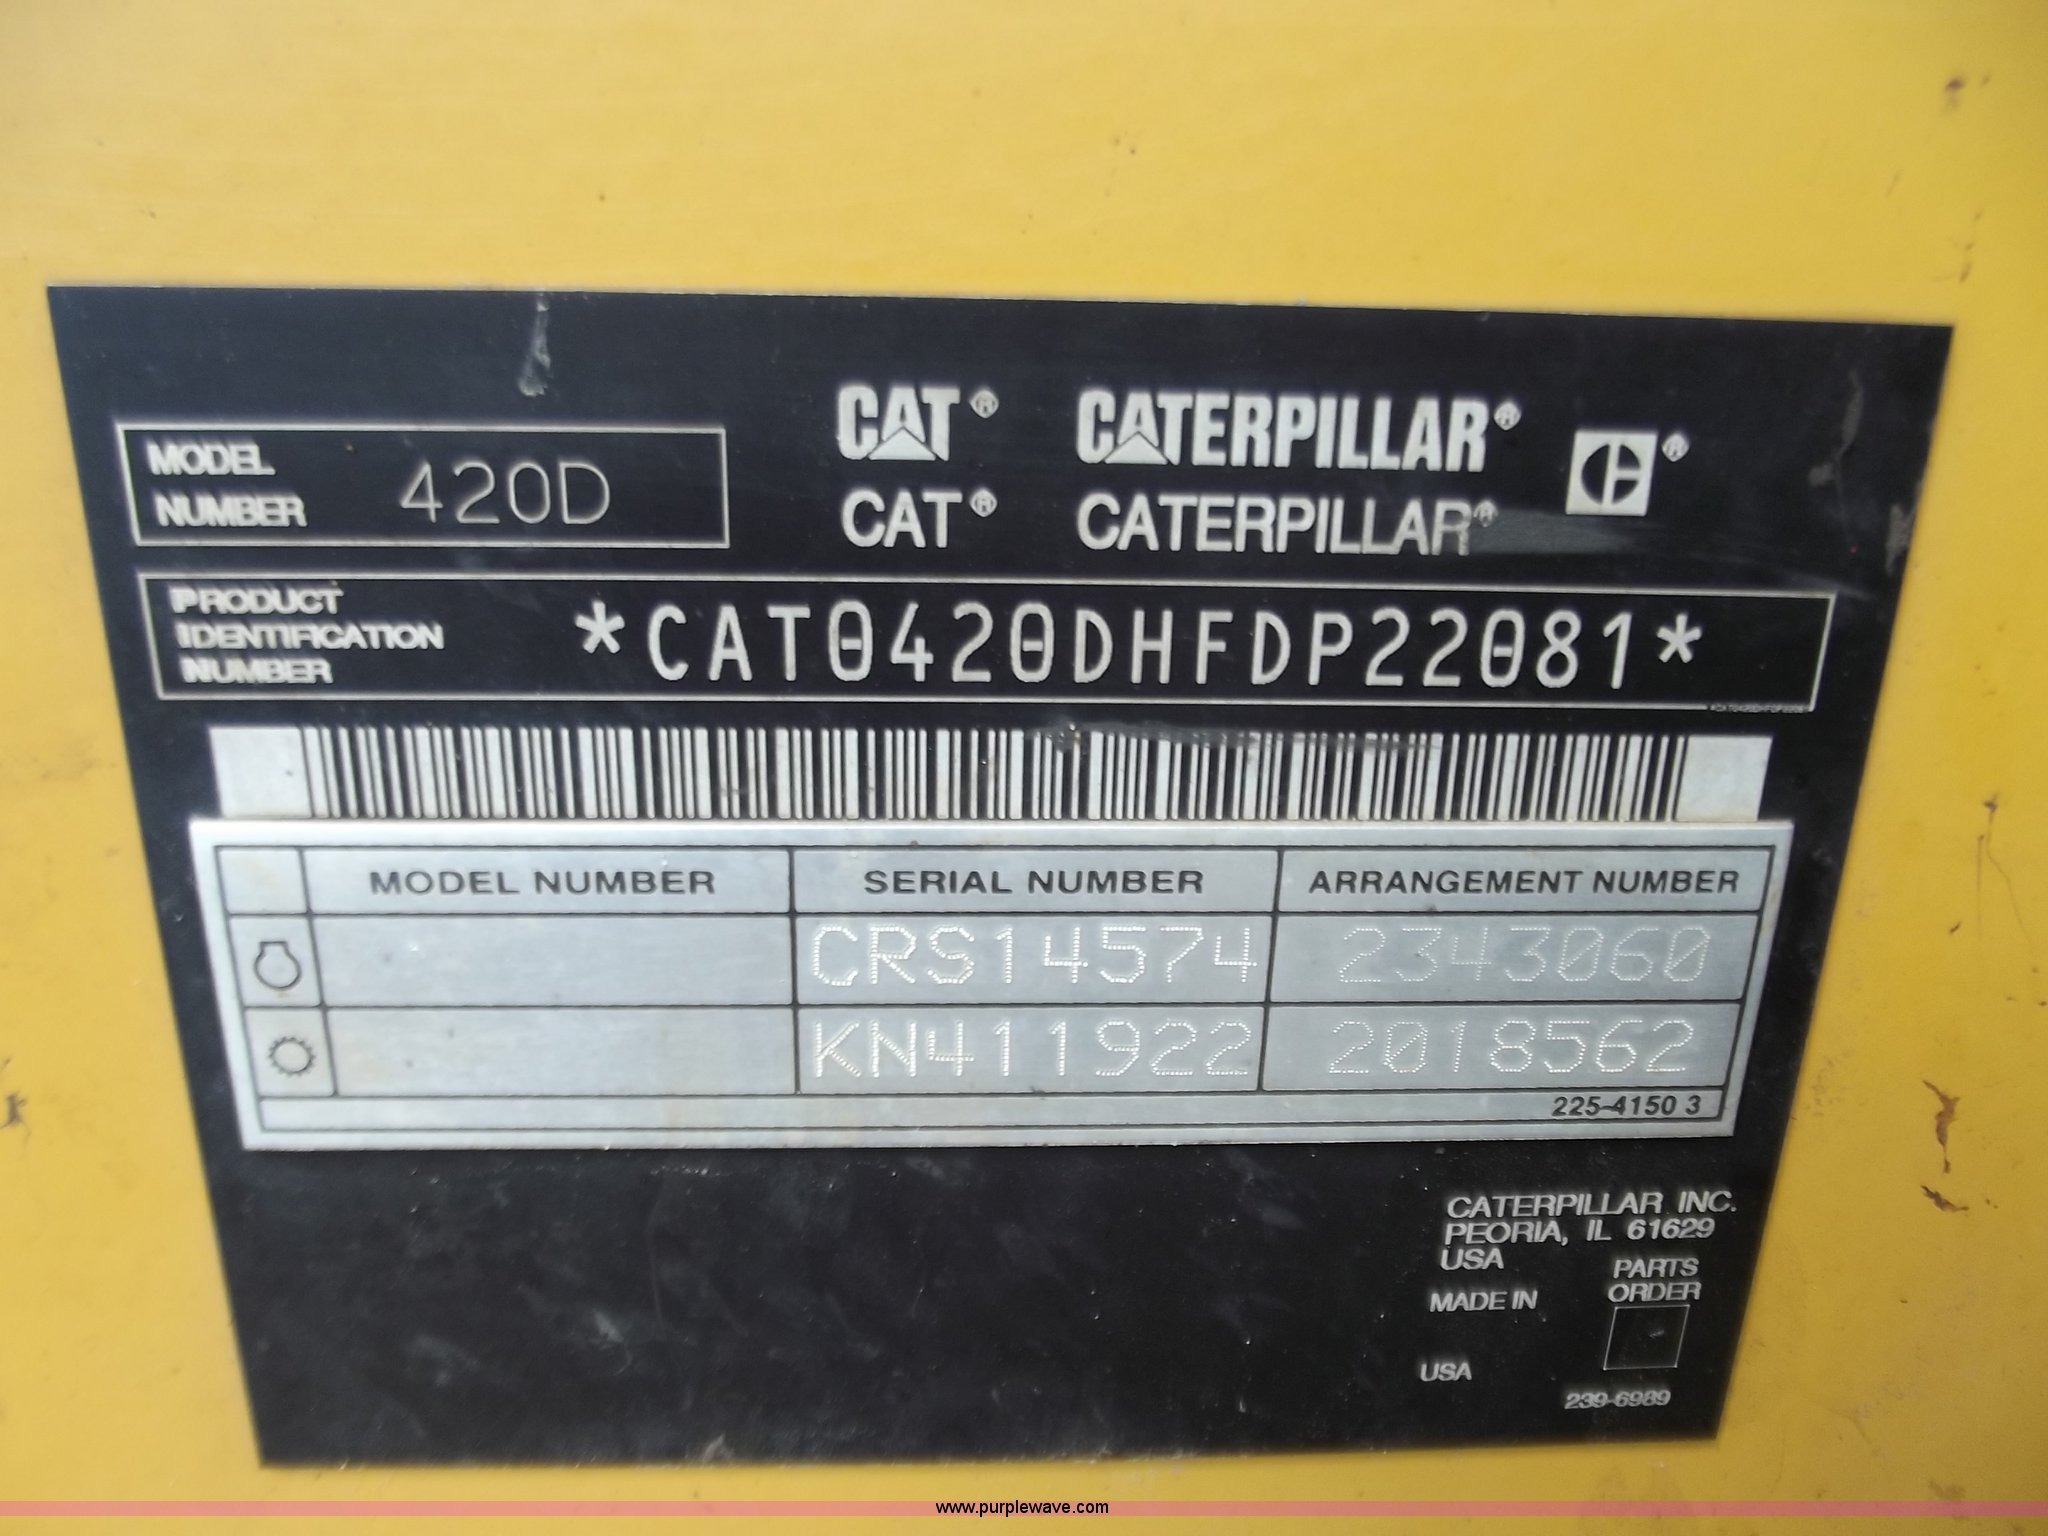 CAT® CATERPILLAR® ®
CAT® CATERPILLAR®
MODEL
NUMBER 420D
PRODUCT
IDENTIFICATION
NUMBER
*CAT0420DHFDP22081*
MODEL NUMBER SERIAL NUMBER ARRANGEMENT NUMBER
CRS14574 2343060
KN411922 2018562
225-4150 3
CATERPILLAR INC.
PEORIA, IL 61629
USA
PARTS
ORDER
MADE IN
USA
239-6989
www.purplewave.com